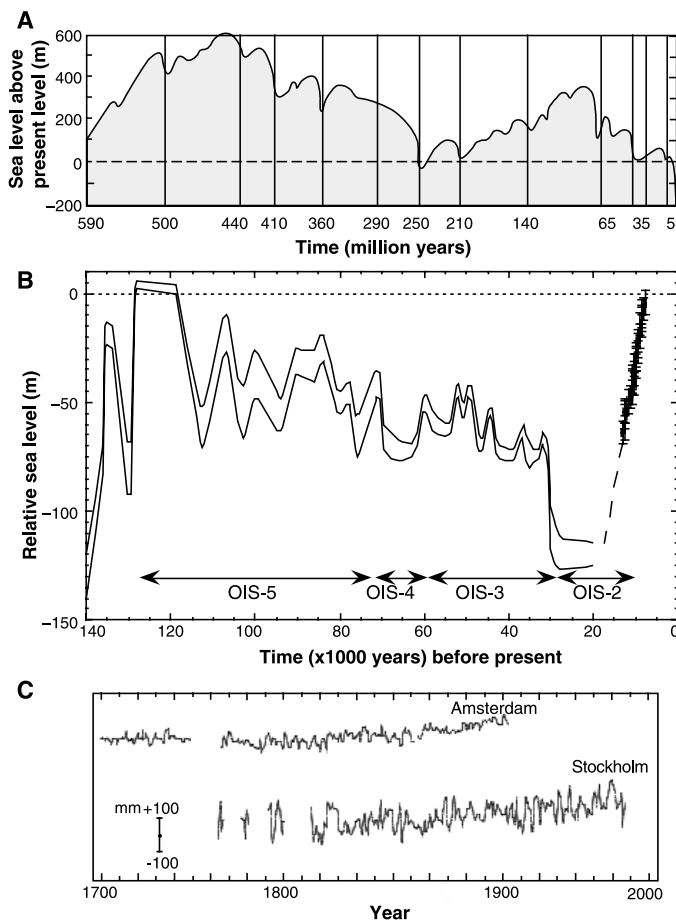 A
Sea level above
present level (m)
600
400
200
0
−200
590 500 440 410 360 290 250 210 140 65 35 5
Time (million years)
B
Relative sea level (m)
0
−50
−100
−150
OIS-5 OIS-4 OIS-3 OIS-2
140 120 100 80 60 40 20 0
Time (x1000 years) before present
C
Amsterdam
Stockholm
mm +100
-100
1700 1800 1900 2000
Year